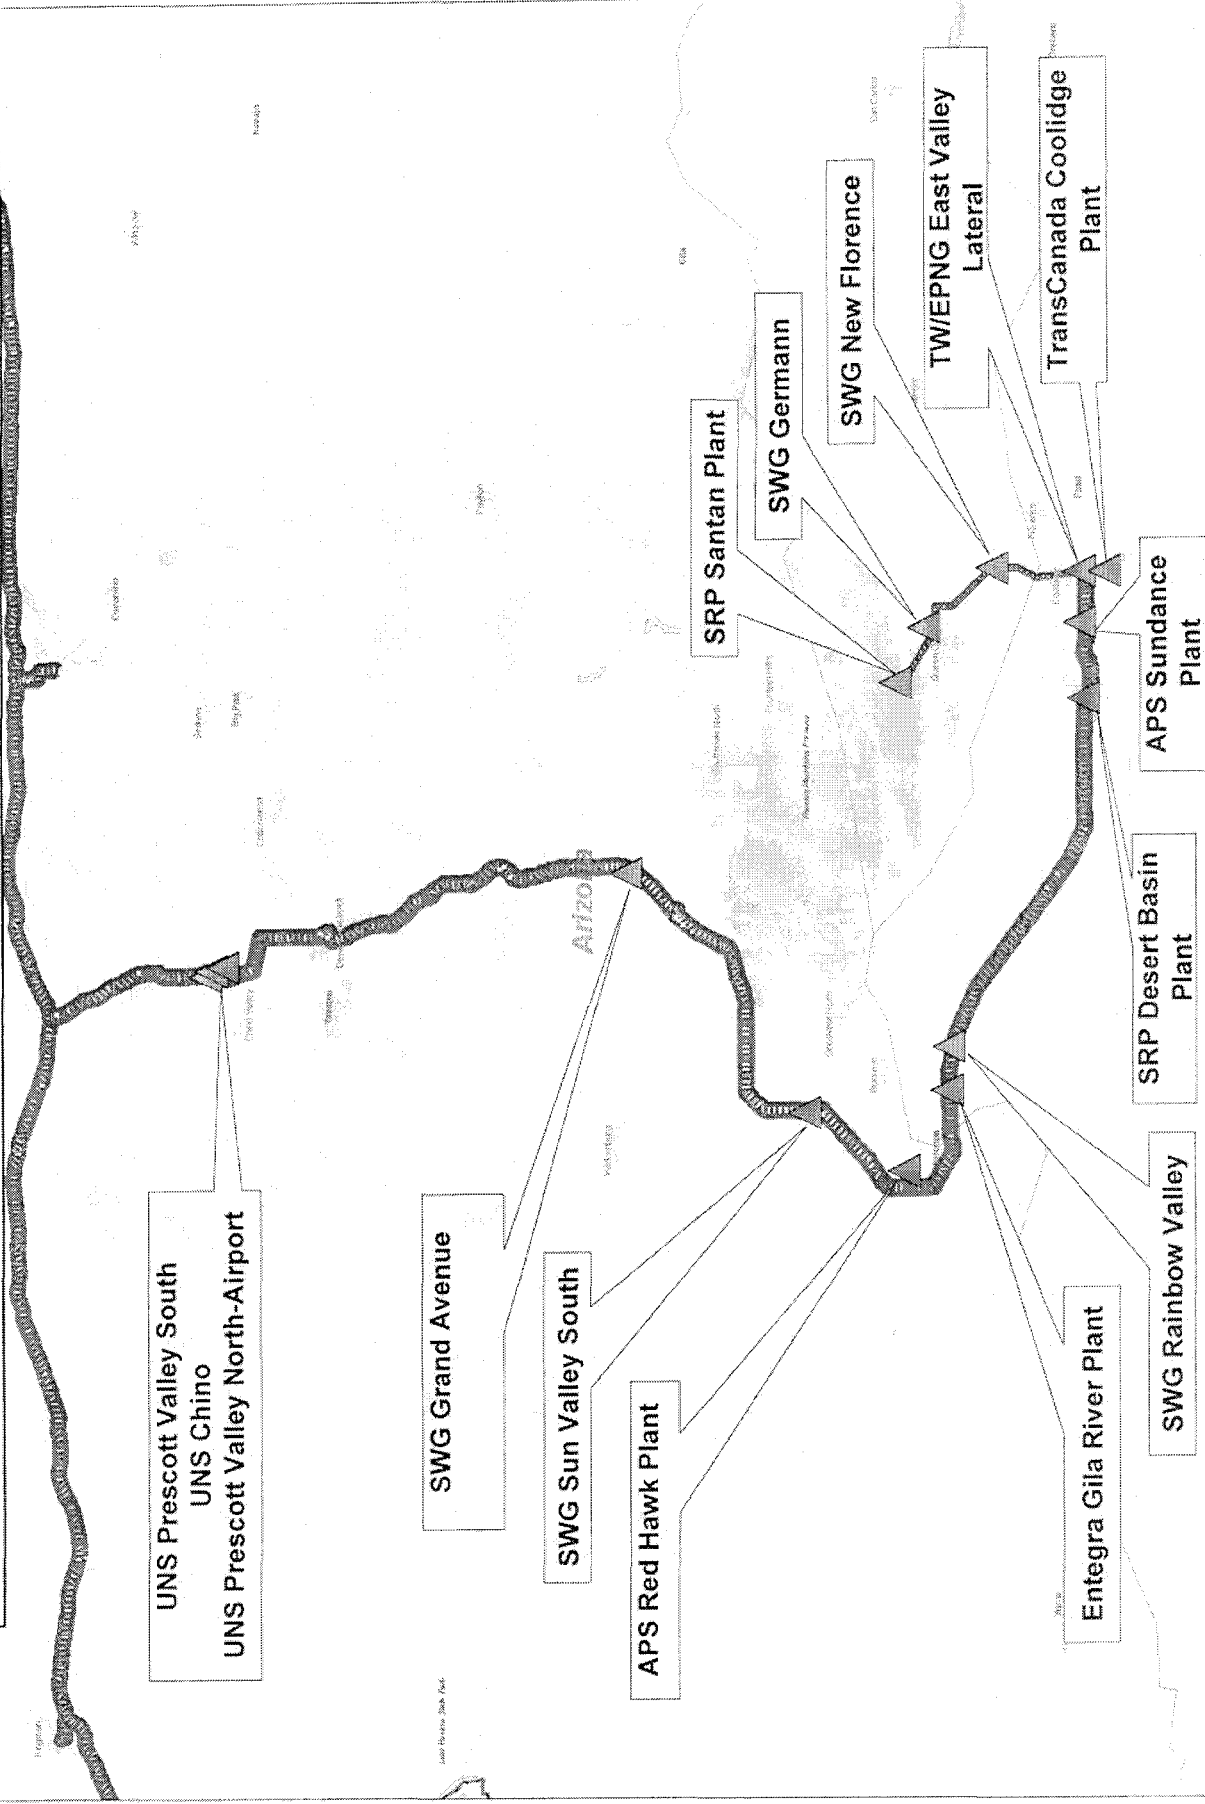 UNS Prescott Valley South
UNS Chino
UNS Prescott Valley North-Airport
SWG Grand Avenue
SWG Sun Valley South
APS Red Hawk Plant
Entegra Gila River Plant
SWG Rainbow Valley
SRP Desert Basin
Plant
APS Sundance
Plant
SRP Santan Plant
SWG Germann
SWG New Florence
TW/EPNG East Valley
Lateral
TransCanada Coolidge
Plant
Arizona